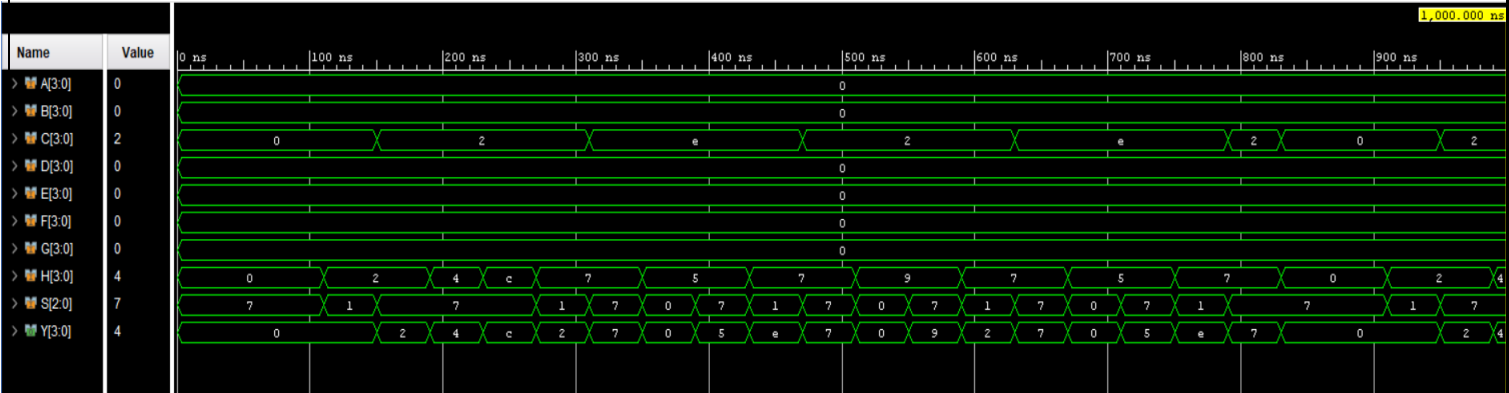 1,000.000 ns
Name Value 0 ns 100 ns 200 ns 300 ns 400 ns 500 ns 600 ns 700 ns 800 ns 900 ns
A[3:0] 0 0
B[3:0] 0 0
C[3:0] 2 0 2 e 2 e 2 0 2
D[3:0] 0 0
E[3:0] 0 0
F[3:0] 0 0
G[3:0] 0 0
H[3:0] 4 0 2 4 c 7 5 7 9 7 5 7 0 2 4
S[2:0] 7 7 1 7 1 7 0 7 1 7 0 7 1 7 0 7 1 7 1 7
Y[3:0] 4 0 2 4 c 2 7 0 5 e 7 0 9 2 7 0 5 e 7 0 2 4